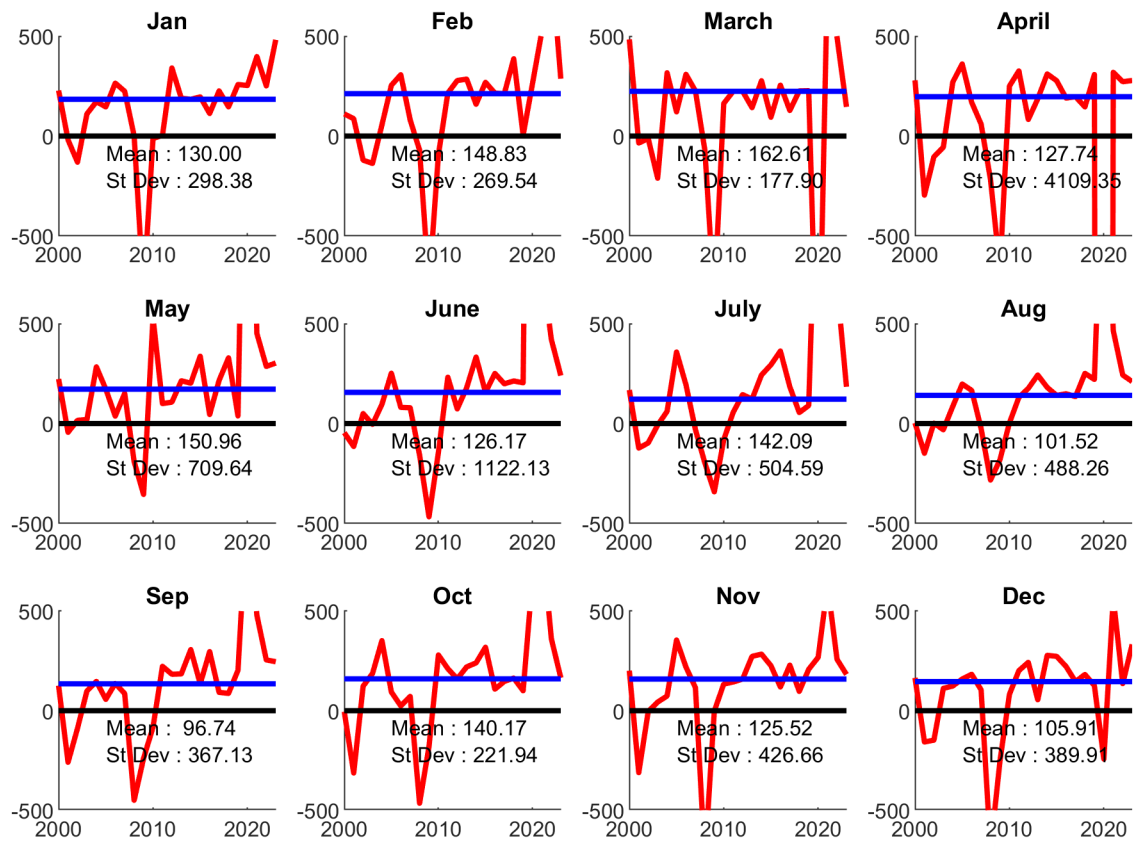 Jan
500
0
-500
2000 2010 2020
Mean : 130.00
St Dev : 298.38
Feb
500
0
-500
2000 2010 2020
Mean : 148.83
St Dev : 269.54
March
500
0
-500
2000 2010 2020
Mean : 162.61
St Dev : 177.90
April
500
0
-500
2000 2010 2020
Mean : 127.74
St Dev : 4109.35
May
500
0
-500
2000 2010 2020
Mean : 150.96
St Dev : 709.64
June
500
0
-500
2000 2010 2020
Mean : 126.17
St Dev : 1122.13
July
500
0
-500
2000 2010 2020
Mean : 142.09
St Dev : 504.59
Aug
500
0
-500
2000 2010 2020
Mean : 101.52
St Dev : 488.26
Sep
500
0
-500
2000 2010 2020
Mean : 96.74
St Dev : 367.13
Oct
500
0
-500
2000 2010 2020
Mean : 140.17
St Dev : 221.94
Nov
500
0
-500
2000 2010 2020
Mean : 125.52
St Dev : 426.66
Dec
500
0
-500
2000 2010 2020
Mean : 105.91
St Dev : 389.91